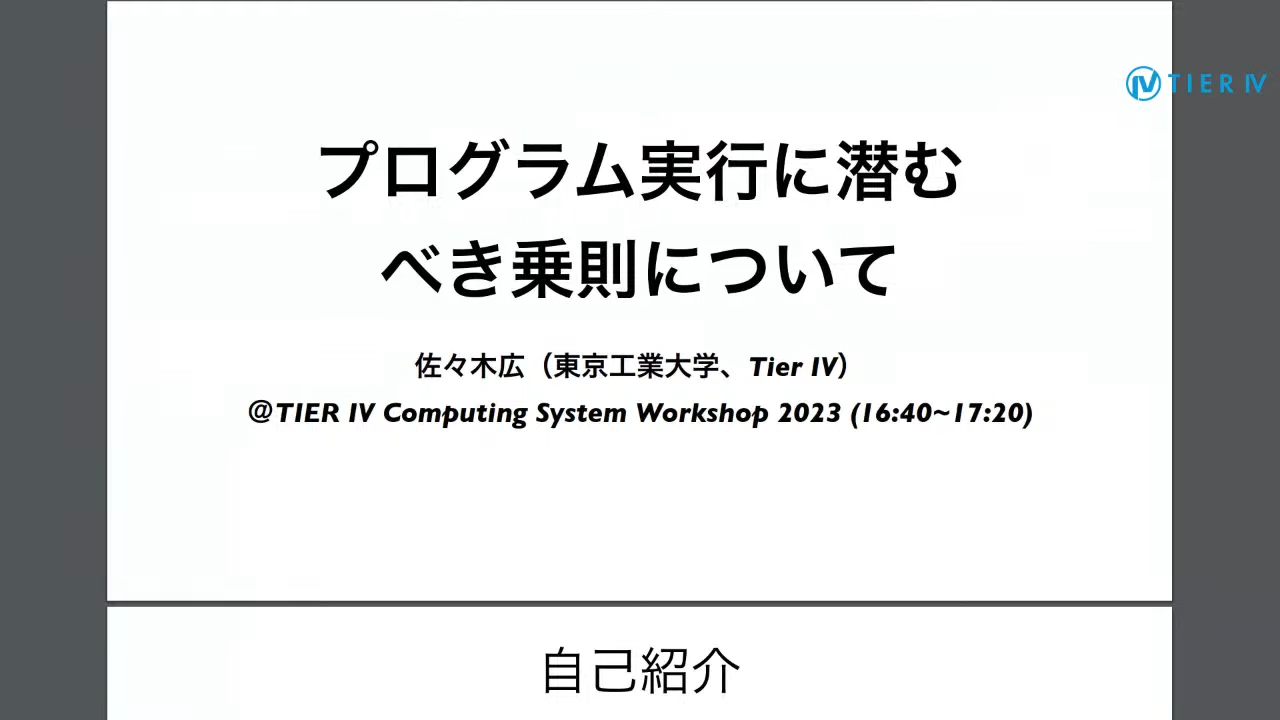 プログラム実行に潜む
べき乗則について
佐々木広（東京工業大学、Tier IV）
@TIER IV Computing System Workshop 2023 (16:40~17:20)
TIER IV
自己紹介